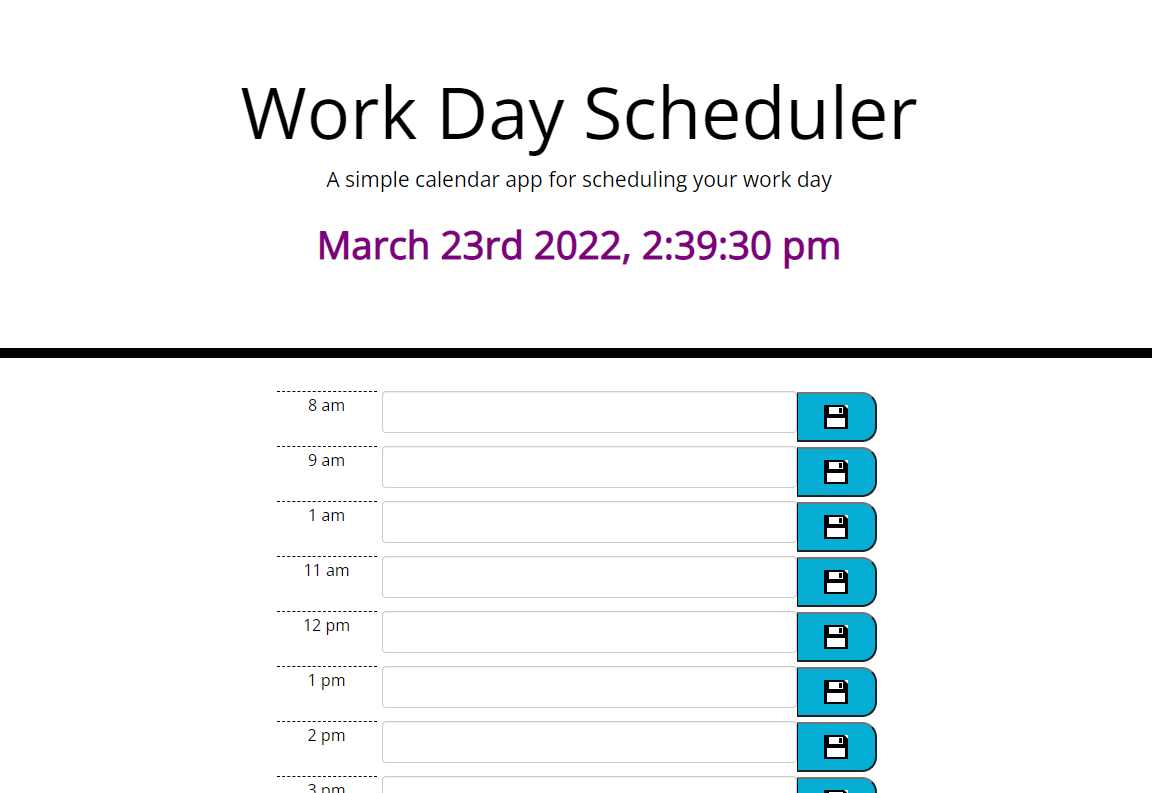 Work Day Scheduler
A simple calendar app for scheduling your work day
March 23rd 2022, 2:39:30 pm
8 am
9 am
1 am
11 am
12 pm
1 pm
2 pm
3 pm